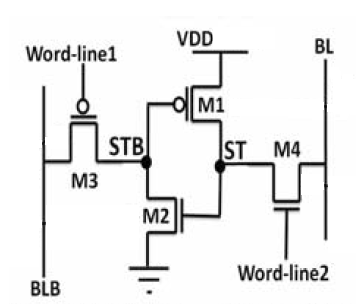 VDD
BL
Word-line1
M1
STB
ST
M4
M3
M2
Word-line2
BLB